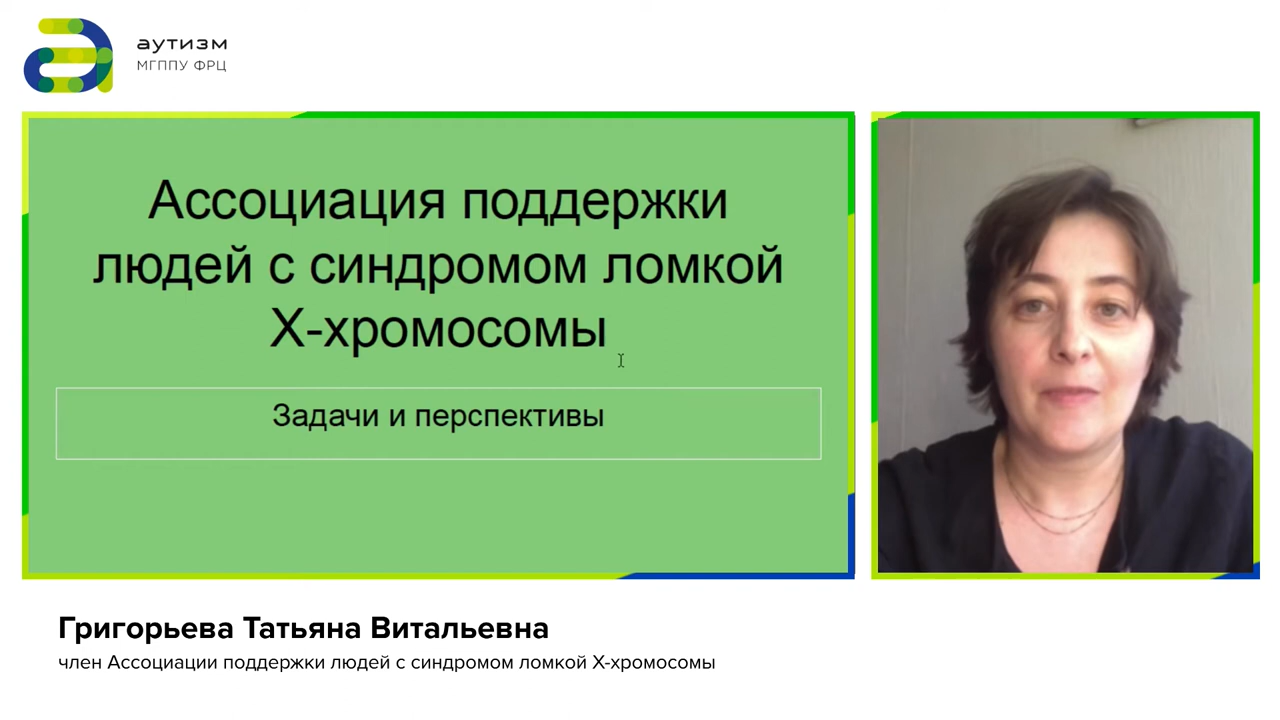 аутизм
МГППУ ФРЦ
Ассоциация поддержки
людей с синдромом ломкой
Х-хромосомы
Задачи и перспективы
Григорьева Татьяна Витальевна
член Ассоциации поддержки людей с синдромом ломкой Х-хромосомы